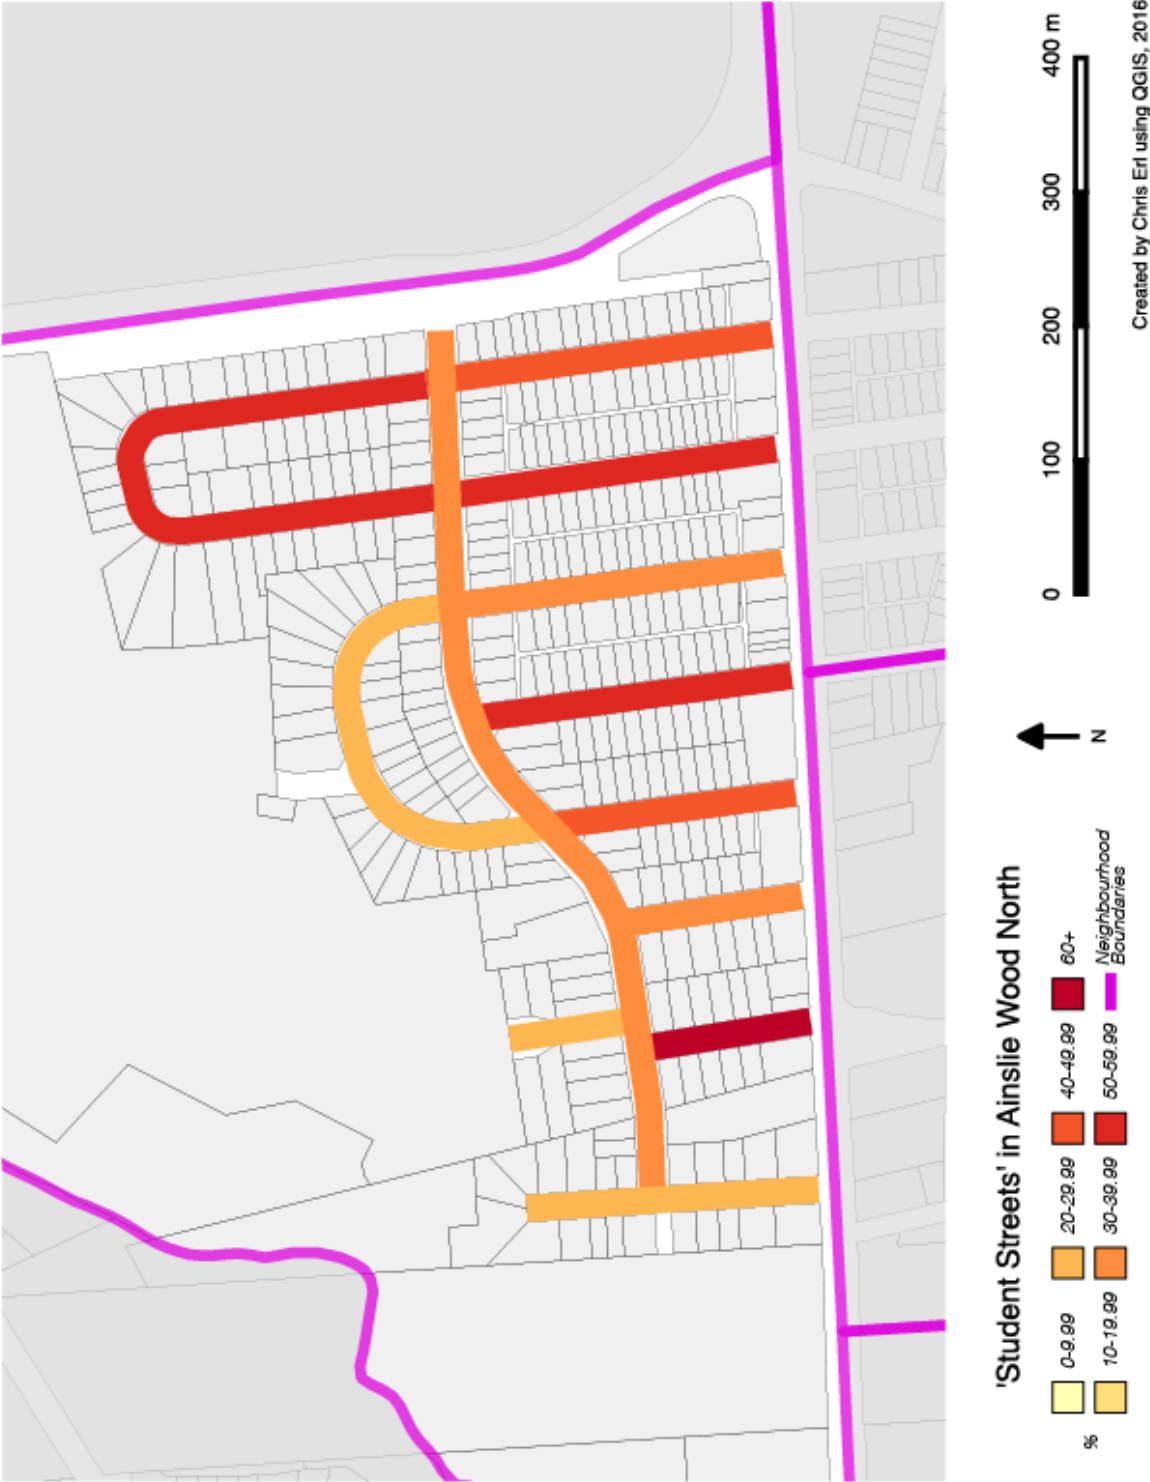 'Student Streets' in Ainslie Wood North
%
0-9.99
20-29.99
40-49.99
60+
10-19.99
30-39.99
50-59.99
Neighbourhood
Boundaries
N
0
100
200
300
400 m
Created by Chris Erl using QGIS, 2016